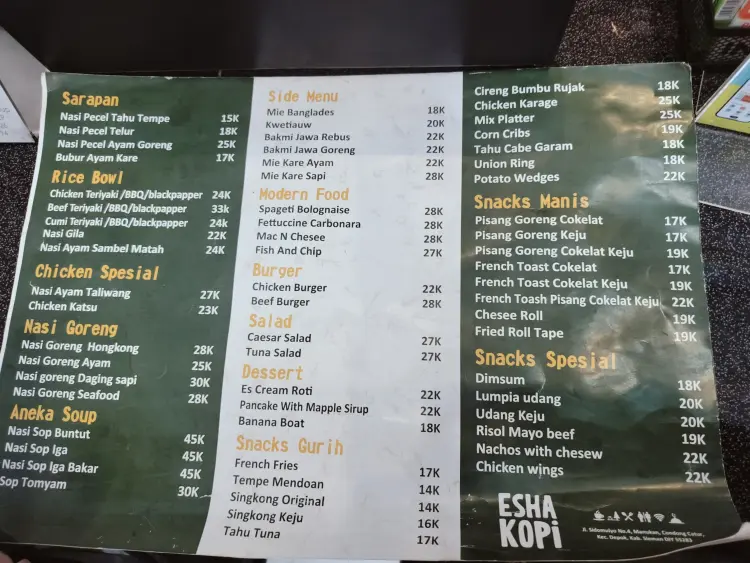 Sarapan
Nasi Pecel Tahu Tempe 15K
Nasi Pecel Telur 18K
Nasi Pecel Ayam Goreng 25K
Bubur Ayam Kare 17K
Rice Bowl
Chicken Teriyaki /BBQ/blackpapper 24K
Beef Teriyaki /BBQ/blackpapper 33k
Cumi Teriyaki /BBQ/blackpapper 24k
Nasi Gila 22K
Nasi Ayam Sambel Matah 24K
Chicken Spesial
Nasi Ayam Taliwang 27K
Chicken Katsu 23K
Nasi Goreng
Nasi Goreng Hongkong 28K
Nasi Goreng Ayam 25K
Nasi goreng Daging sapi 30K
Nasi Goreng Seafood 28K
Aneka Soup
Nasi Sop Buntut 45K
Nasi Sop Iga 45K
Nasi Sop Iga Bakar 45K
Sop Tomyam 30K
Side Menu
Mie Banglades 18K
Kwetiauw 20K
Bakmi Jawa Rebus 22K
Bakmi Jawa Goreng 22K
Mie Kare Ayam 22K
Mie Kare Sapi 28K
Modern Food
Spageti Bolognaise 28K
Fettuccine Carbonara 28K
Mac N Chesee 28K
Fish And Chip 27K
Burger
Chicken Burger 22K
Beef Burger 28K
Salad
Caesar Salad 27K
Tuna Salad 27K
Dessert
Es Cream Roti 22K
Pancake With Mapple Sirup 22K
Banana Boat 18K
Snacks Gurih
French Fries 17K
Tempe Mendoan 14K
Singkong Original 14K
Singkong Keju 16K
Tahu Tuna 17K
Cireng Bumbu Rujak 18K
Chicken Karage 25K
Mix Platter 25K
Corn Cribs 19K
Tahu Cabe Garam 18K
Union Ring 18K
Potato Wedges 22K
Snacks Manis
Pisang Goreng Cokelat 17K
Pisang Goreng Keju 17K
Pisang Goreng Cokelat Keju 19K
French Toast Cokelat 17K
French Toast Cokelat Keju 19K
French Toash Pisang Cokelat Keju 22K
Chesee Roll 19K
Fried Roll Tape 19K
Snacks Spesial
Dimsum 18K
Lumpia udang 20K
Udang Keju 20K
Risol Mayo beef 19K
Nachos with chesew 22K
Chicken wings 22K
ESHA
KOPi
Jl. Sidomulyo No.4, Manukan, Condong Catur,
Kec. Depok, Kab. Sleman DIY 55283